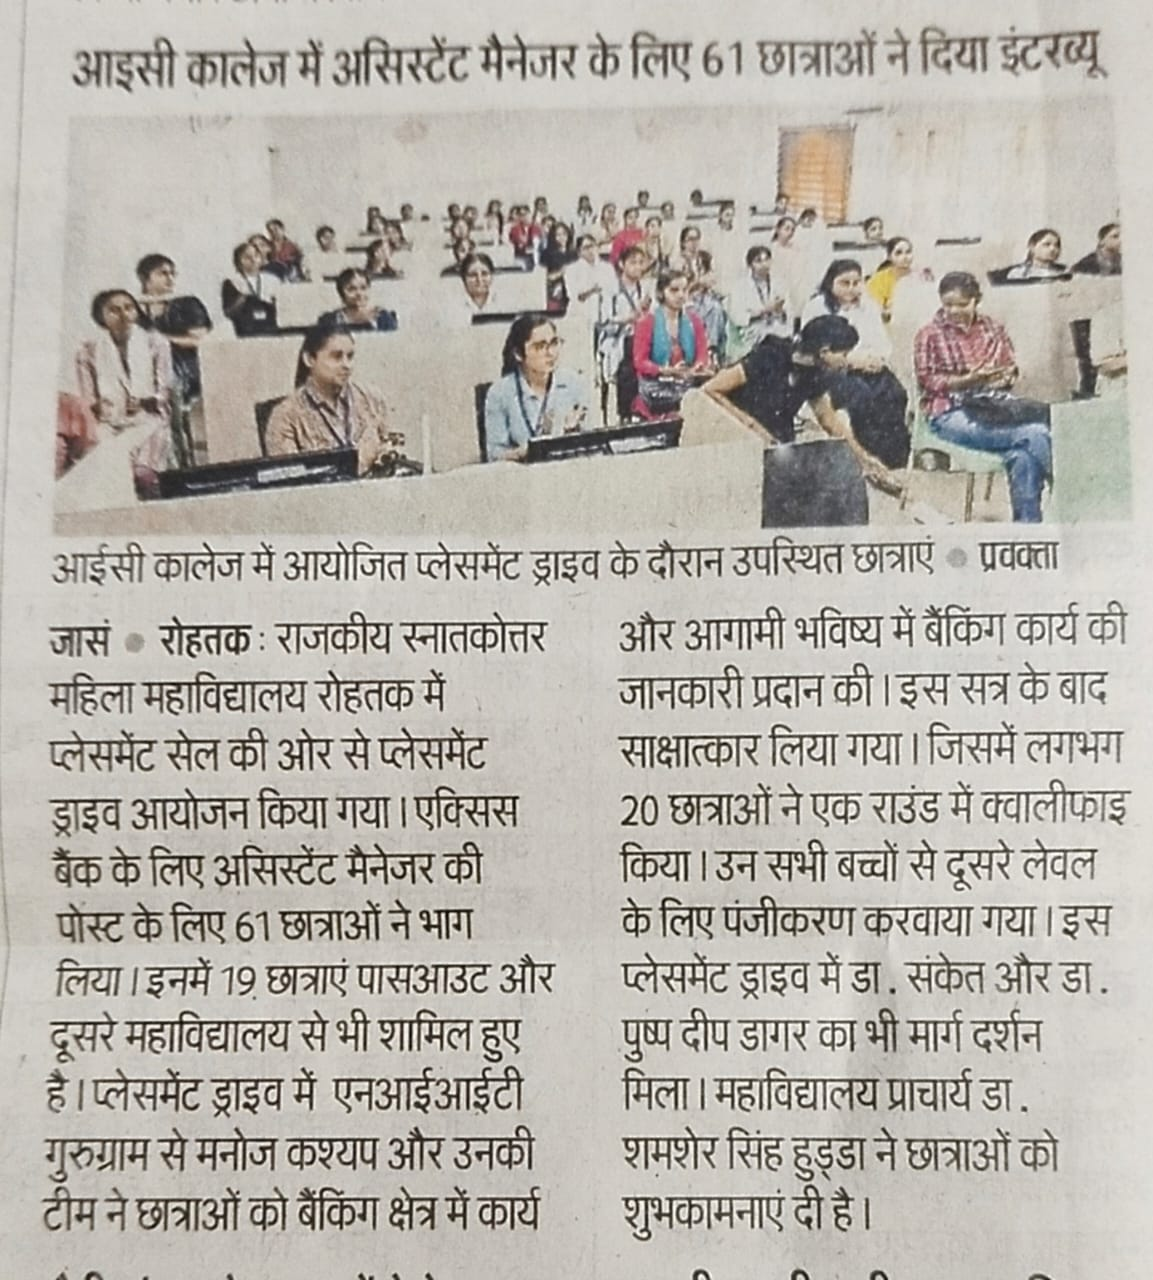 आइसी कालेज में असिस्टेंट मैनेजर के लिए 61 छात्राओं ने दिया इंटरव्यू
आईसी कालेज में आयोजित प्लेसमेंट ड्राइव के दौरान उपस्थित छात्राएं ● प्रवक्ता
जासं ● रोहतक : राजकीय स्नातकोत्तर
महिला महाविद्यालय रोहतक में
प्लेसमेंट सेल की ओर से प्लेसमेंट
ड्राइव आयोजन किया गया। एक्सिस
बैंक के लिए असिस्टेंट मैनेजर की
पोस्ट के लिए 61 छात्राओं ने भाग
लिया। इनमें 19 छात्राएं पासआउट और
दूसरे महाविद्यालय से भी शामिल हुए
है। प्लेसमेंट ड्राइव में एनआईआईटी
गुरुग्राम से मनोज कश्यप और उनकी
टीम ने छात्राओं को बैंकिंग क्षेत्र में कार्य
और आगामी भविष्य में बैंकिंग कार्य की
जानकारी प्रदान की। इस सत्र के बाद
साक्षात्कार लिया गया। जिसमें लगभग
20 छात्राओं ने एक राउंड में क्वालीफाइ
किया। उन सभी बच्चों से दूसरे लेवल
के लिए पंजीकरण करवाया गया। इस
प्लेसमेंट ड्राइव में डा. संकेत और डा.
पुष्प दीप डागर का भी मार्ग दर्शन
मिला। महाविद्यालय प्राचार्य डा.
शमशेर सिंह हुड्डा ने छात्राओं को
शुभकामनाएं दी है।